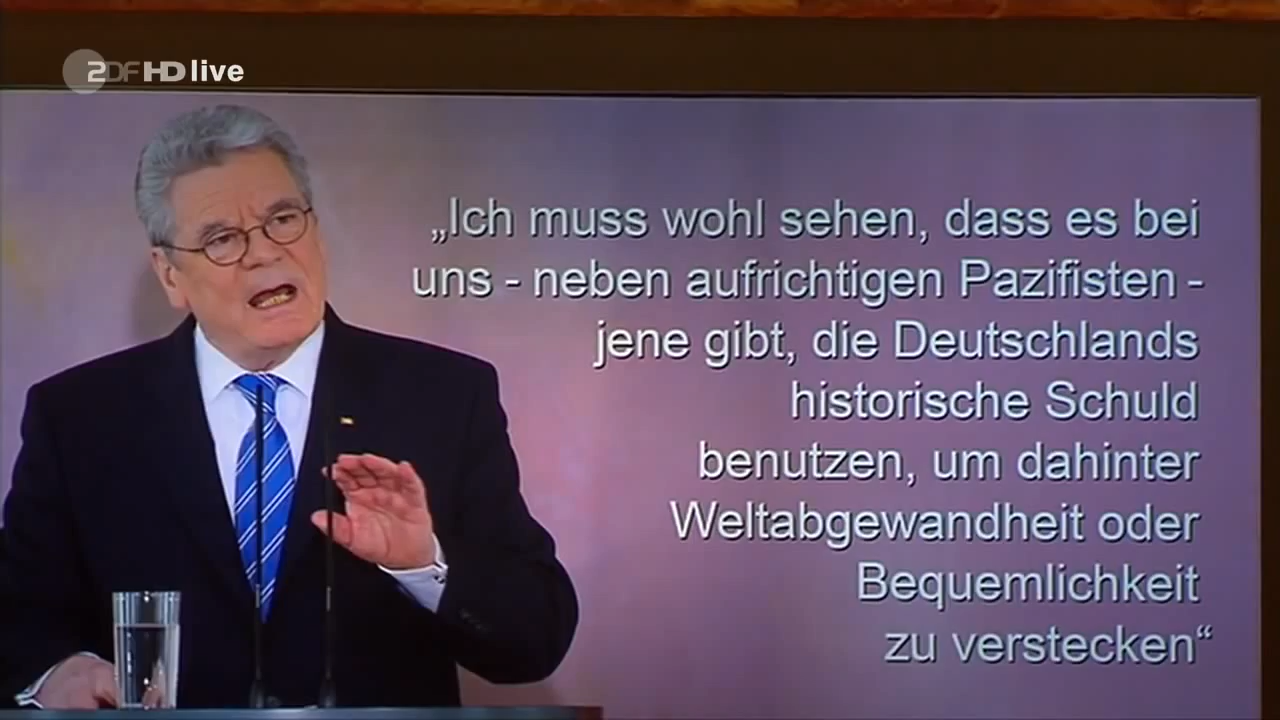 ZDF HD live
„Ich muss wohl sehen, dass es bei
uns - neben aufrichtigen Pazifisten -
jene gibt, die Deutschlands
historische Schuld
benutzen, um dahinter
Weltabgewandheit oder
Bequemlichkeit
zu verstecken“